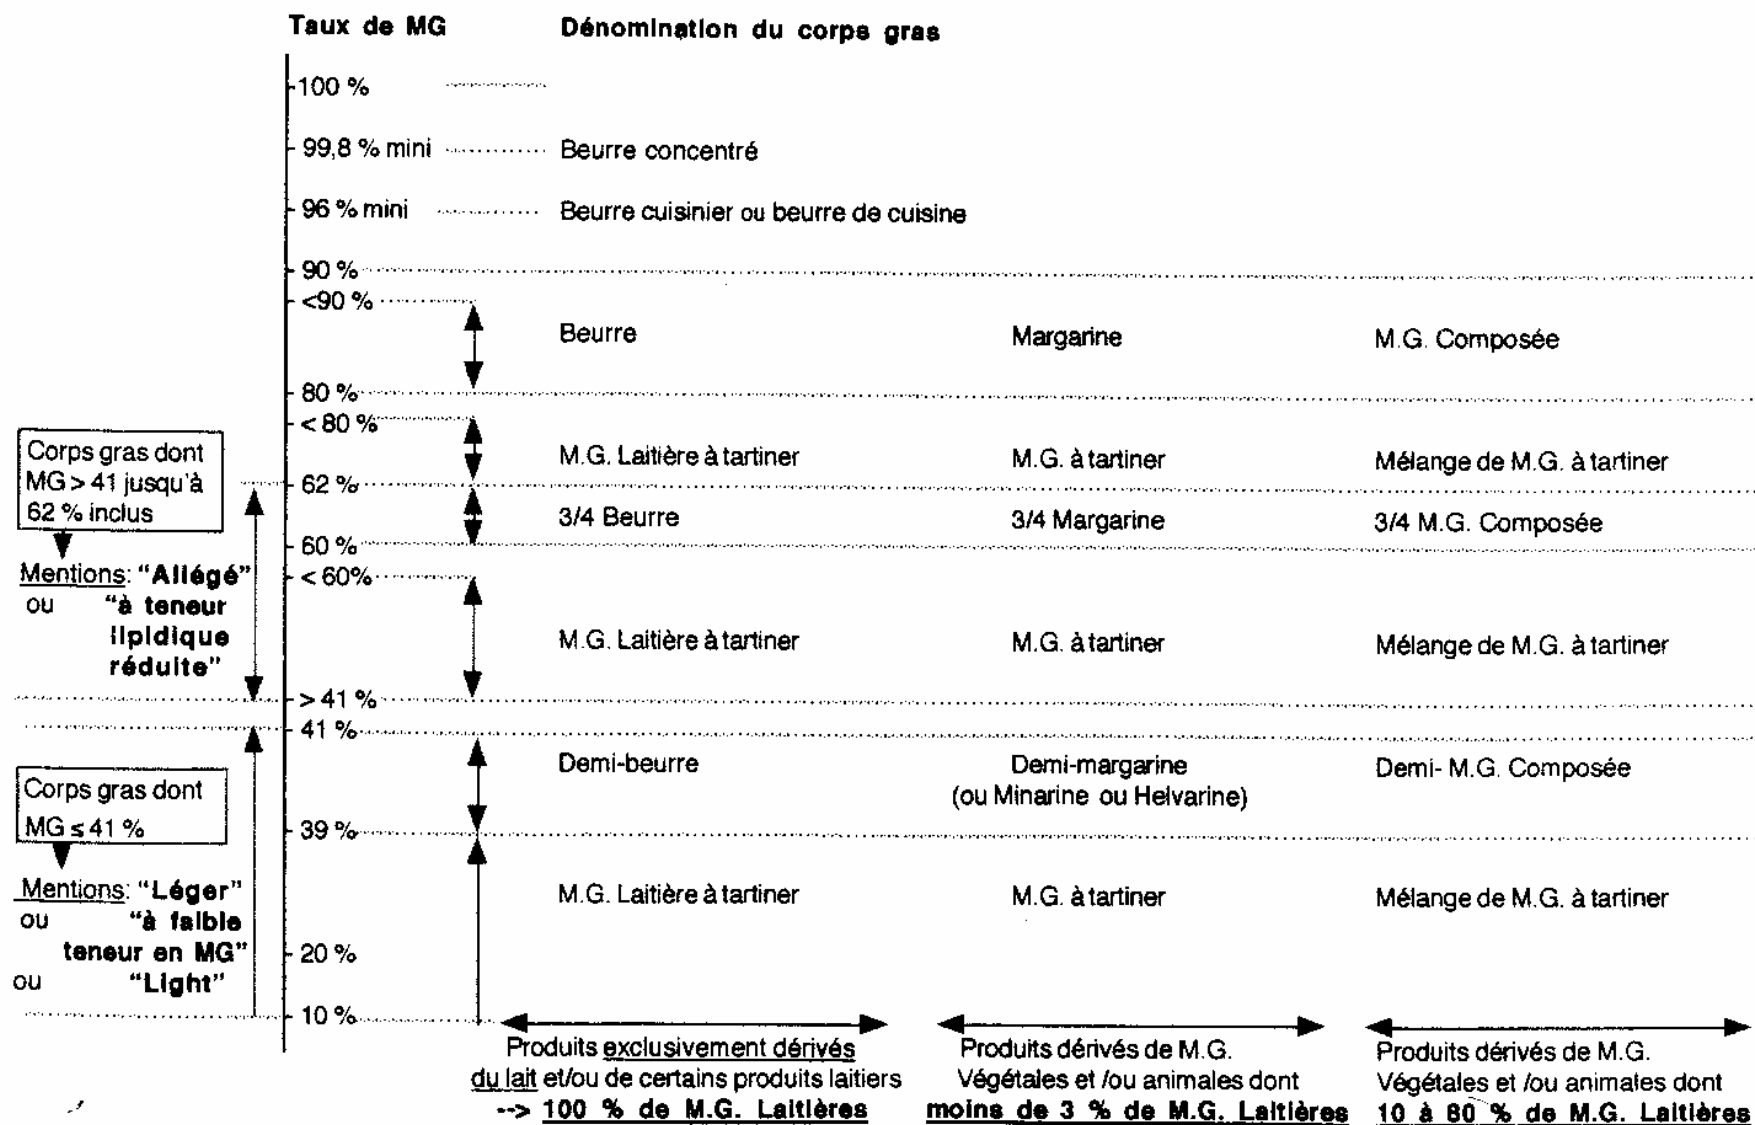 Taux de MG Dénomination du corps gras
100 %
99,8 % mini Beurre concentré
96 % mini Beurre cuisinier ou beurre de cuisine
90 %
<90 %
Beurre Margarine M.G. Composée
80 %
< 80 %
Corps gras dont
MG > 41 jusqu'à
62 % inclus
M.G. Laitière à tartiner M.G. à tartiner Mélange de M.G. à tartiner
62 %
3/4 Beurre 3/4 Margarine 3/4 M.G. Composée
60 %
< 60%
Mentions: "Allégé"
ou "à teneur
lipidique
réduite"
M.G. Laitière à tartiner M.G. à tartiner Mélange de M.G. à tartiner
> 41 %
41 %
Demi-beurre Demi-margarine Demi- M.G. Composée
(ou Minarine ou Helvarine)
Corps gras dont
MG ≤ 41 %
39 %
Mentions: "Léger"
ou "à faible
teneur en MG"
ou "Light"
M.G. Laitière à tartiner M.G. à tartiner Mélange de M.G. à tartiner
20 %
10 %
Produits exclusivement dérivés
du lait et/ou de certains produits laitiers
--> 100 % de M.G. Laitières
Produits dérivés de M.G.
Végétales et /ou animales dont
moins de 3 % de M.G. Laitières
Produits dérivés de M.G.
Végétales et /ou animales dont
10 à 80 % de M.G. Laitières